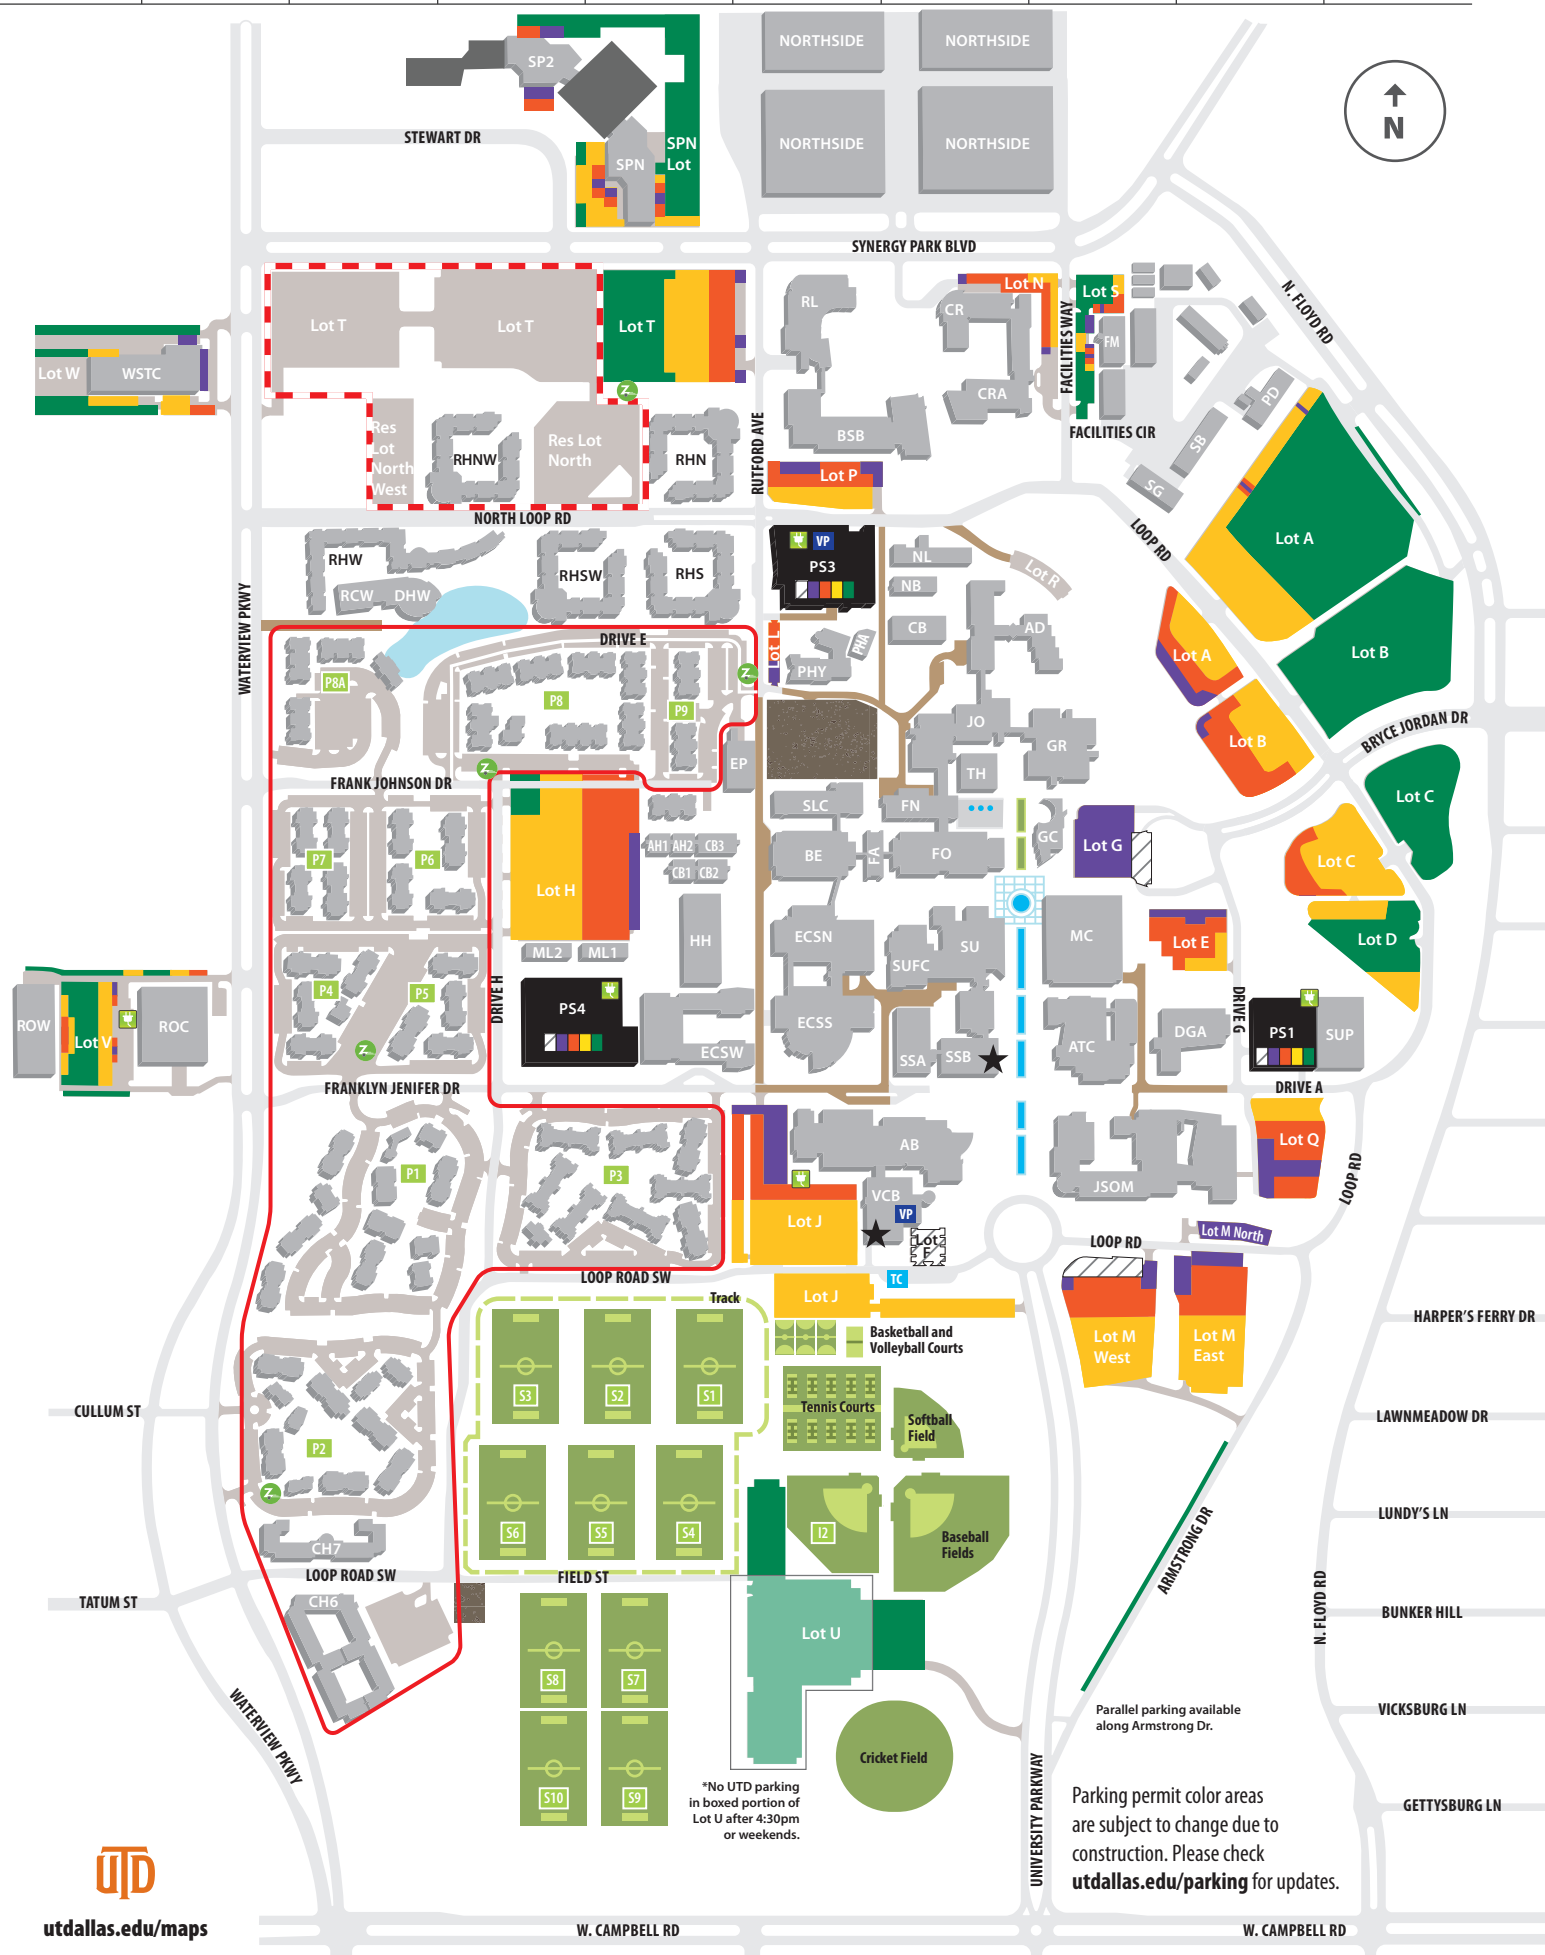 NORTHSIDE
NORTHSIDE
SP2
N
STEWART DR
SPN
Lot
SPN
NORTHSIDE
NORTHSIDE
SYNERGY PARK BLVD
N. FLOYD RD
Lot T
Lot T
Lot T
RL
CR
Lot N
Lot S
FACILITIES WAY
FM
Lot W
WSTC
CRA
PD
RUTFORD AVE
BSB
FACILITIES CIR
SB
Res
Lot
North
West
RHNW
Res Lot
North
RHN
Lot P
SG
NORTH LOOP RD
LOOP RD
Lot A
RHW
RCW
DHW
RHSW
RHS
VP
PS3
NL
NB
Lot R
CB
AD
WATERVIEW PKWY
DRIVE E
Lot L
PHY
PHA
Lot A
Lot B
P8A
P8
P9
JO
GR
Lot B
BRYCE JORDAN DR
EP
TH
FRANK JOHNSON DR
SLC
FN
Lot C
P7
P6
AH1
AH2
CB3
CB1
CB2
BE
FA
FO
GC
Lot G
Lot C
Lot H
HH
ECSN
SU
SUFC
MC
Lot E
Lot D
ML2
ML1
P4
P5
DRIVE H
PS4
ECSW
ECSS
SSA
SSB
ATC
DGA
DRIVE G
PS1
SUP
ROW
Lot V
ROC
FRANKLYN JENIFER DR
DRIVE A
P1
P3
AB
JSOM
Lot Q
LOOP RD
VCB
VP
Lot J
Lot
F
LOOP RD
Lot M North
LOOP ROAD SW
TC
Track
Lot J
Lot M
West
Lot M
East
HARPER'S FERRY DR
Basketball and
Volleyball Courts
S3
S2
S1
CULLUM ST
Tennis Courts
Softball
Field
LAWNMEADOW DR
P2
S6
S5
S4
I2
Baseball
Fields
LUNDY'S LN
ARMSTRONG DR
CH7
LOOP ROAD SW
FIELD ST
TATUM ST
CH6
N. FLOYD RD
BUNKER HILL
Lot U
S8
S7
WATERVIEW PKWY
Parallel parking available
along Armstrong Dr.
VICKSBURG LN
Cricket Field
S10
S9
*No UTD parking
in boxed portion of
Lot U after 4:30pm
or weekends.
UNIVERSITY PARKWAY
Parking permit color areas
are subject to change due to
construction. Please check
utdallas.edu/parking for updates.
GETTYSBURG LN
UTD
utdallas.edu/maps
W. CAMPBELL RD
W. CAMPBELL RD